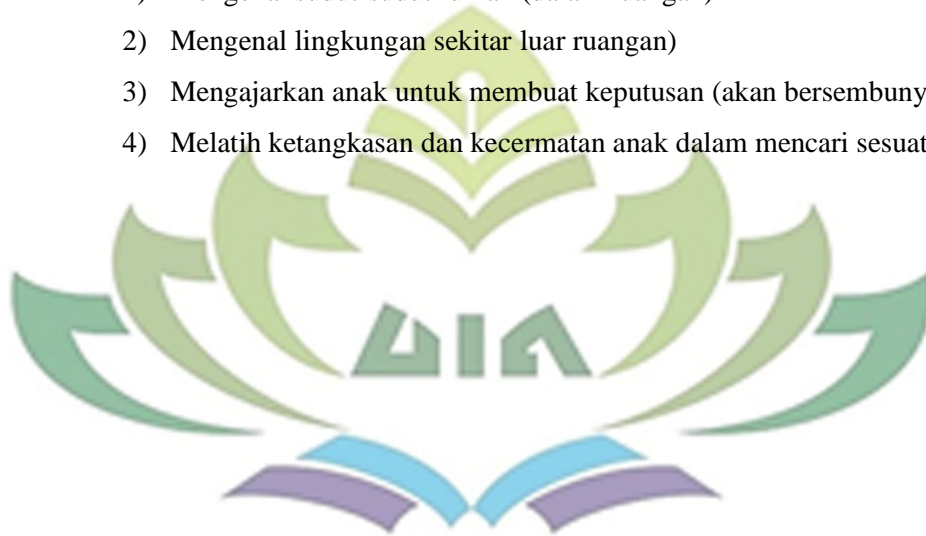 2) Mengenal lingkungan sekitar luar ruangan)
3) Mengajarkan anak untuk membuat keputusan (akan bersembuny
4) Melatih ketangkasan dan kecermatan anak dalam mencari sesuat
UIN